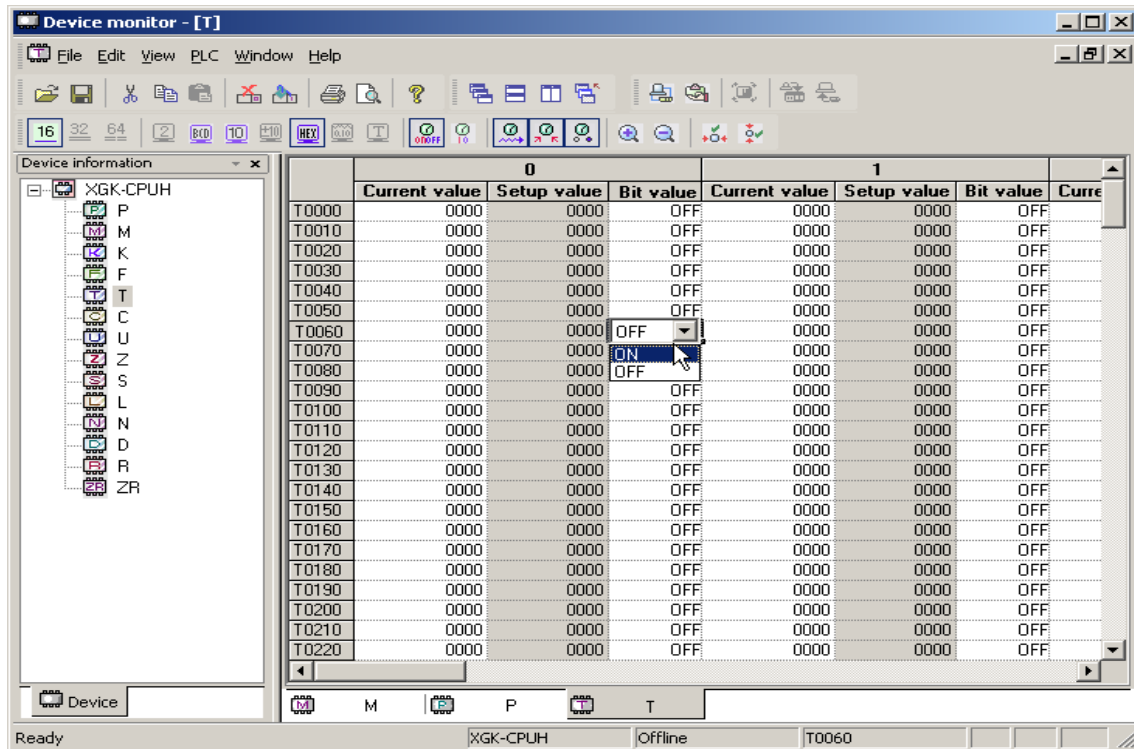 Device monitor - [T]
File Edit View PLC Window Help
16 32 64 2 BCD 10 ±10 HEX 0.10 T
Device information
XGK-CPUH
P P
M M
K K
F F
T T
C C
U U
Z Z
S S
L L
N N
D D
R R
ZR ZR
0 1
Current value Setup value Bit value Current value Setup value Bit value Curre
T0000 0000 0000 OFF 0000 0000 OFF
T0010 0000 0000 OFF 0000 0000 OFF
T0020 0000 0000 OFF 0000 0000 OFF
T0030 0000 0000 OFF 0000 0000 OFF
T0040 0000 0000 OFF 0000 0000 OFF
T0050 0000 0000 OFF 0000 0000 OFF
T0060 0000 0000 OFF 0000 0000 OFF
T0070 0000 0000 ON 0000 0000 OFF
T0080 0000 0000 OFF 0000 0000 OFF
T0090 0000 0000 OFF 0000 0000 OFF
T0100 0000 0000 OFF 0000 0000 OFF
T0110 0000 0000 OFF 0000 0000 OFF
T0120 0000 0000 OFF 0000 0000 OFF
T0130 0000 0000 OFF 0000 0000 OFF
T0140 0000 0000 OFF 0000 0000 OFF
T0150 0000 0000 OFF 0000 0000 OFF
T0160 0000 0000 OFF 0000 0000 OFF
T0170 0000 0000 OFF 0000 0000 OFF
T0180 0000 0000 OFF 0000 0000 OFF
T0190 0000 0000 OFF 0000 0000 OFF
T0200 0000 0000 OFF 0000 0000 OFF
T0210 0000 0000 OFF 0000 0000 OFF
T0220 0000 0000 OFF 0000 0000 OFF
Device
M M P P T T
Ready XGK-CPUH Offline T0060